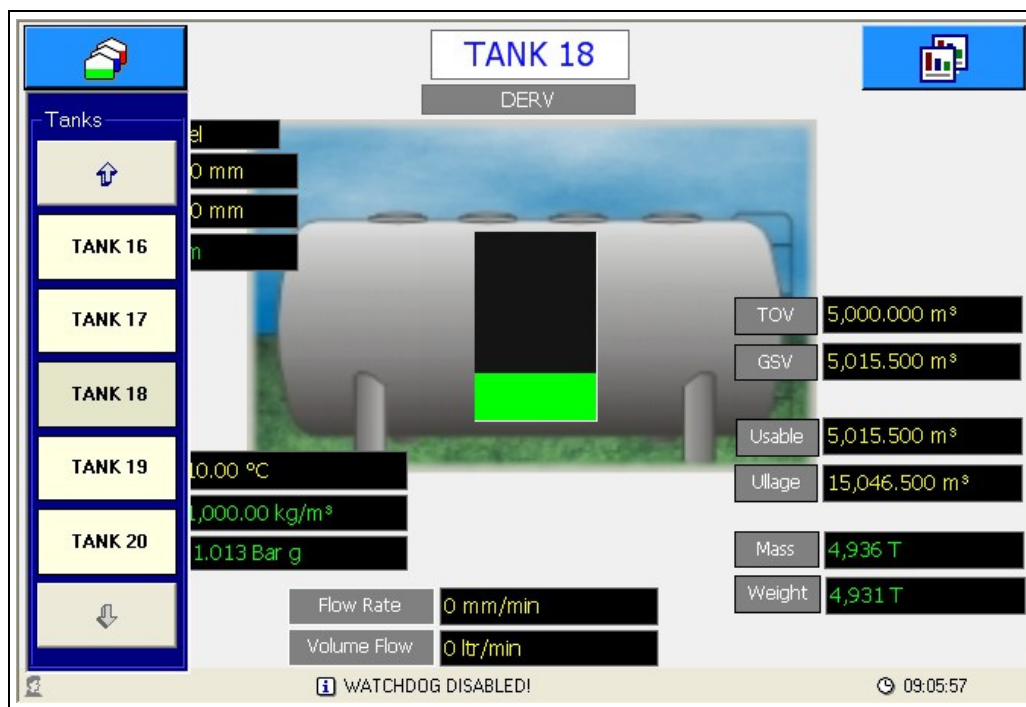 TANK 18
DERV
Tanks
TANK 16
TANK 17
TANK 18
TANK 19
TANK 20
el
0 mm
0 mm
m
TOV 5,000.000 m³
GSV 5,015.500 m³
Usable 5,015.500 m³
Ullage 15,046.500 m³
10.00 ºC
1,000.00 kg/m³
1.013 Bar g
Mass 4,936 T
Weight 4,931 T
Flow Rate 0 mm/min
Volume Flow 0 ltr/min
WATCHDOG DISABLED!
09:05:57